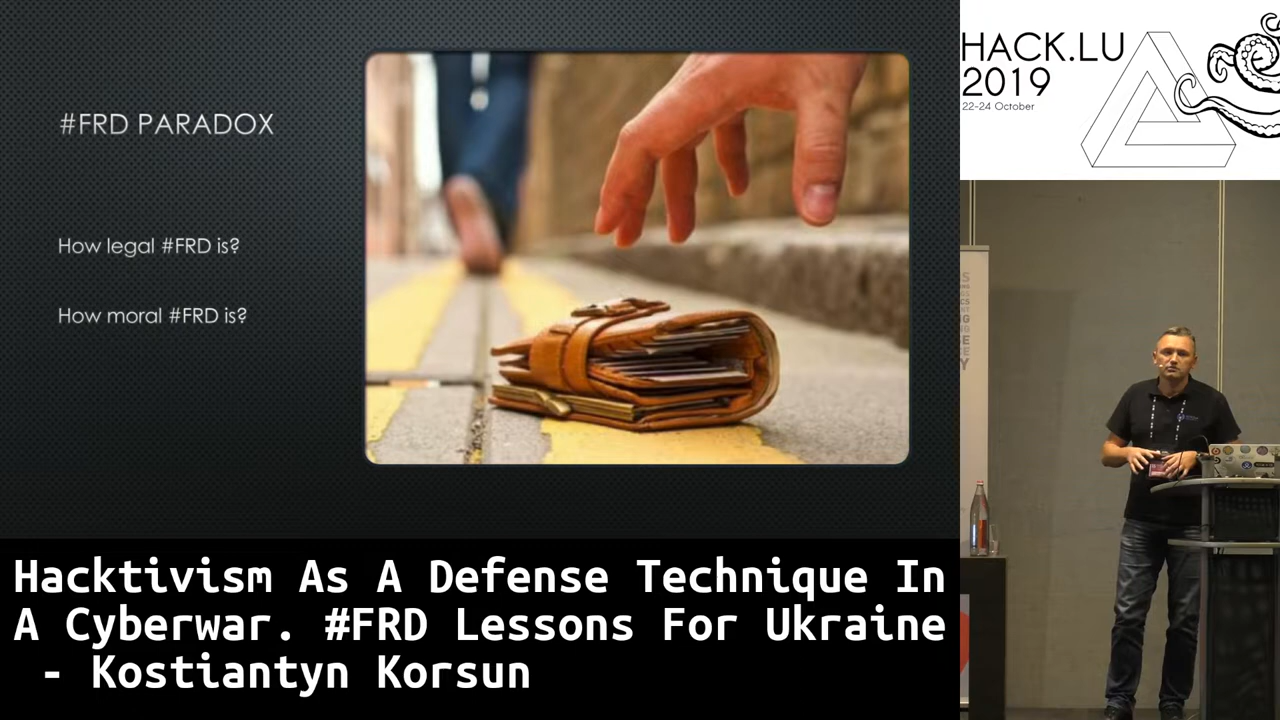 #FRD PARADOX
How legal #FRD is?
How moral #FRD is?
HACK.LU
2019
22-24 October
Hacktivism As A Defense Technique In
A Cyberwar. #FRD Lessons For Ukraine
- Kostiantyn Korsun